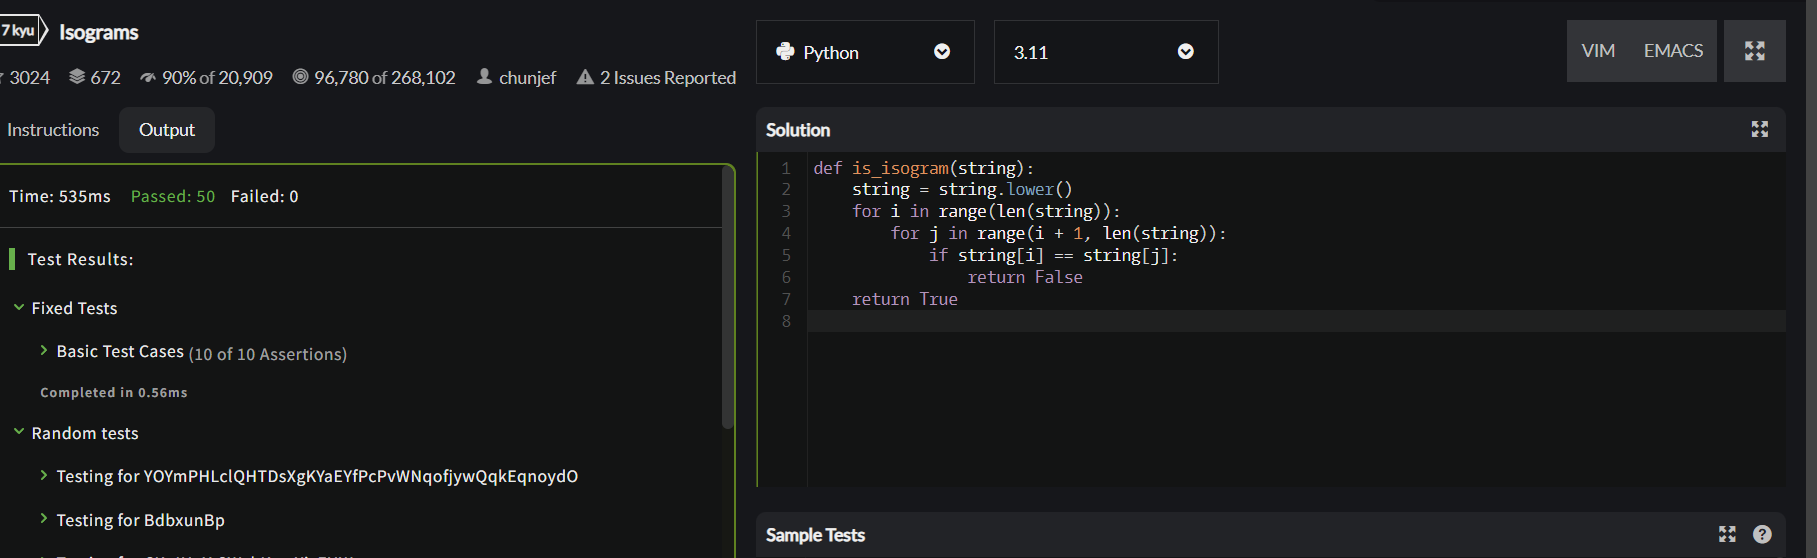 7 kyu Isograms
3024 672 90% of 20,909 96,780 of 268,102 chunjef 2 Issues Reported
Instructions Output
Time: 535ms Passed: 50 Failed: 0
Test Results:
Fixed Tests
Basic Test Cases (10 of 10 Assertions)
Completed in 0.56ms
Random tests
Testing for YOYmPHLclQHTDsXgKYaEYfPcPvWNqofjywQqkEqnoydO
Testing for BdbxunBp
Python 3.11 VIM EMACS
Solution
1 def is_isogram(string):
2 string = string.lower()
3 for i in range(len(string)):
4 for j in range(i + 1, len(string)):
5 if string[i] == string[j]:
6 return False
7 return True
8
Sample Tests ?